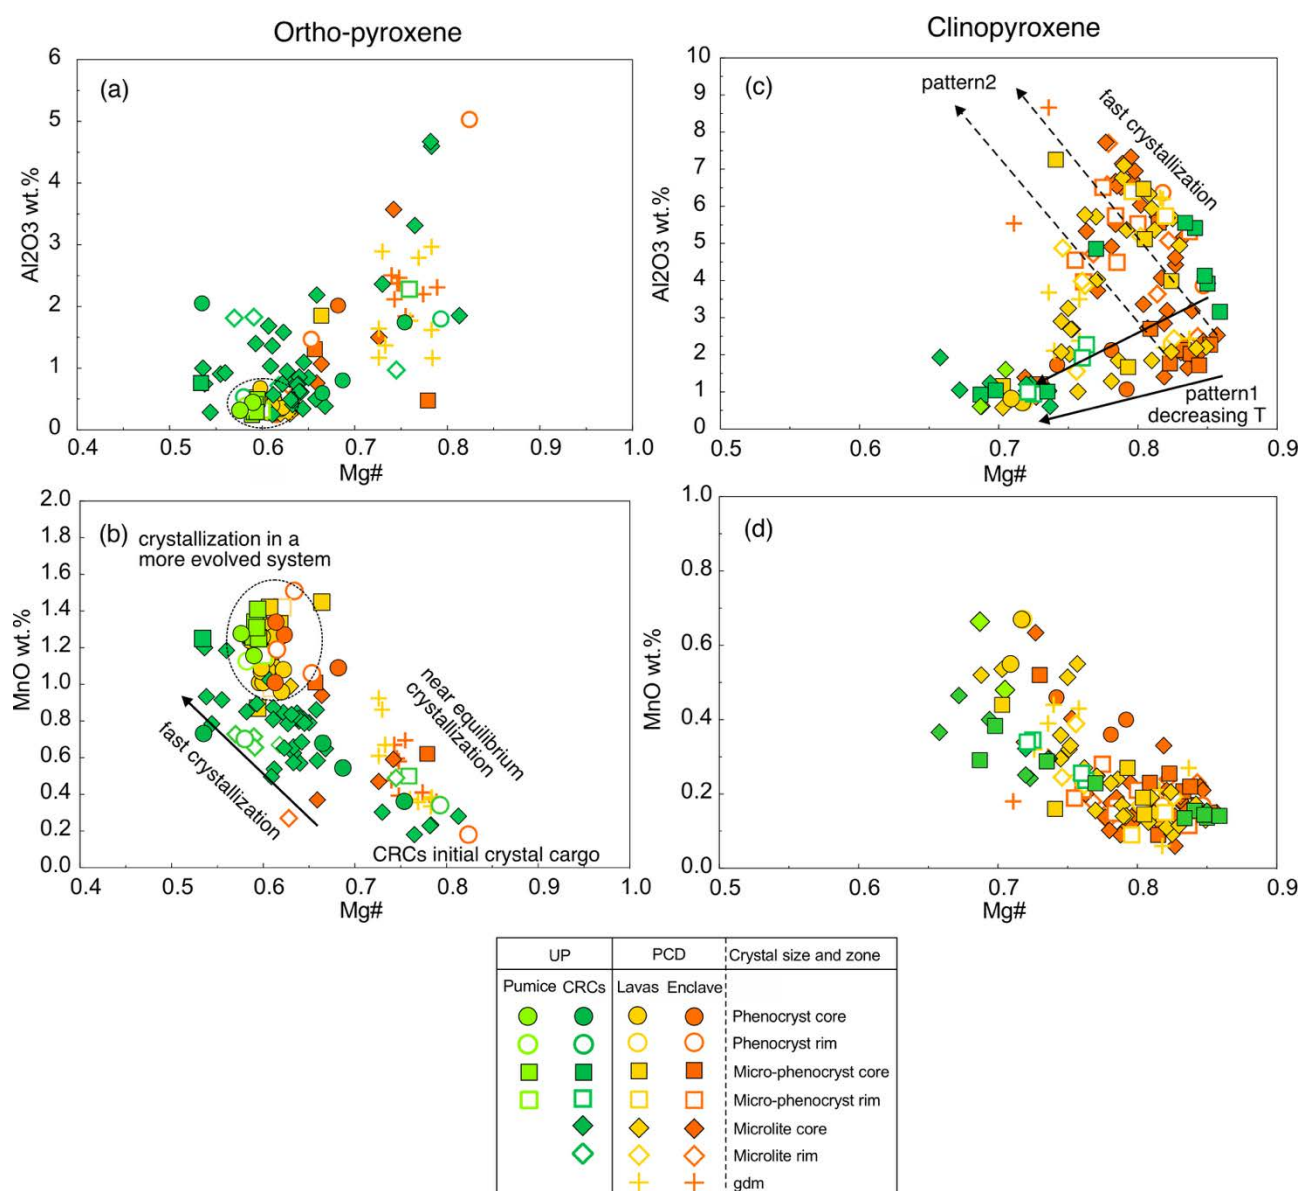 Ortho-pyroxene
Clinopyroxene
(a)
Al2O3 wt.%
6
5
4
3
2
1
0
0.4 0.5 0.6 0.7 0.8 0.9 1.0
Mg#
(c)
Al2O3 wt.%
10
9
8
7
6
5
4
3
2
1
0
pattern2
fast crystallization
pattern1
decreasing T
0.5 0.6 0.7 0.8 0.9
Mg#
(b)
MnO wt.%
2.0
1.8
1.6
1.4
1.2
1.0
0.8
0.6
0.4
0.2
0.0
crystallization in a
more evolved system
near equilibrium
crystallization
fast crystallization
CRCs initial crystal cargo
0.4 0.5 0.6 0.7 0.8 0.9 1.0
Mg#
(d)
MnO wt.%
1.0
0.8
0.6
0.4
0.2
0.0
0.5 0.6 0.7 0.8 0.9
Mg#
UP PCD Crystal size and zone
Pumice CRCs Lavas Enclave
Phenocryst core
Phenocryst rim
Micro-phenocryst core
Micro-phenocryst rim
Microlite core
Microlite rim
gdm